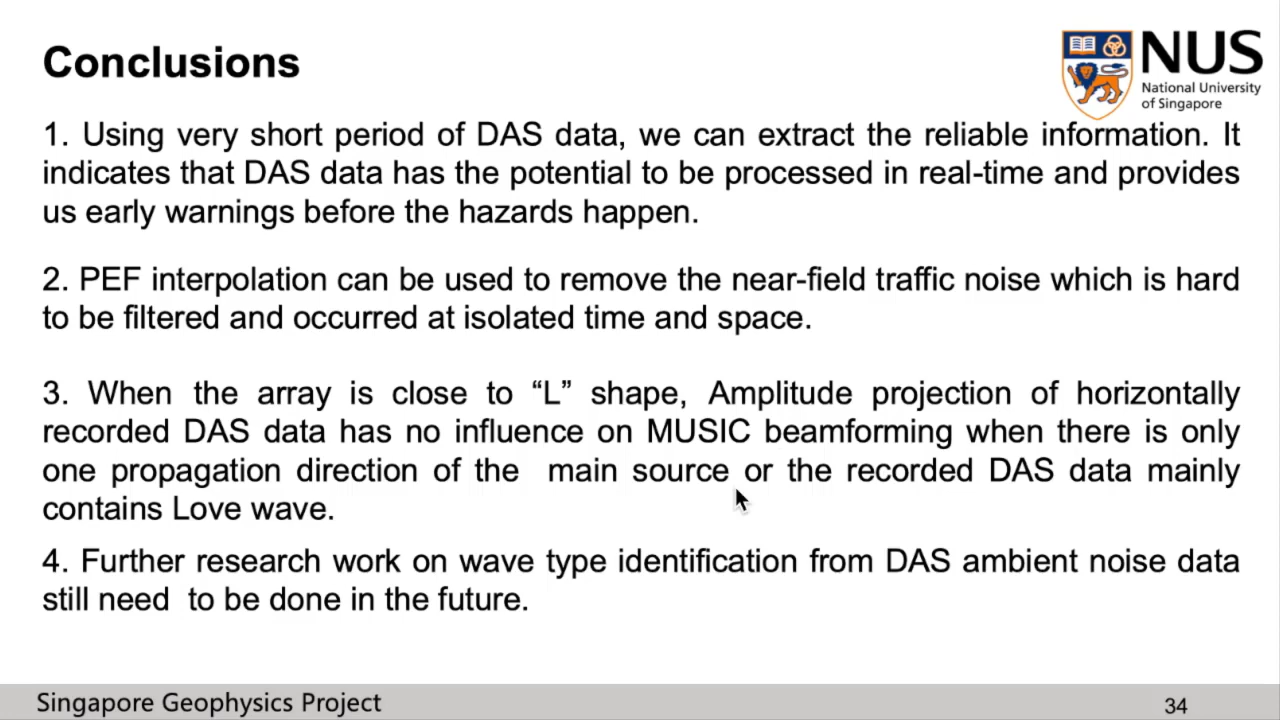 Conclusions
NUS
National University
of Singapore
1. Using very short period of DAS data, we can extract the reliable information. It
indicates that DAS data has the potential to be processed in real-time and provides
us early warnings before the hazards happen.
2. PEF interpolation can be used to remove the near-field traffic noise which is hard
to be filtered and occurred at isolated time and space.
3. When the array is close to “L” shape, Amplitude projection of horizontally
recorded DAS data has no influence on MUSIC beamforming when there is only
one propagation direction of the  main source or the recorded DAS data mainly
contains Love wave.
4. Further research work on wave type identification from DAS ambient noise data
still need  to be done in the future.
Singapore Geophysics Project
34